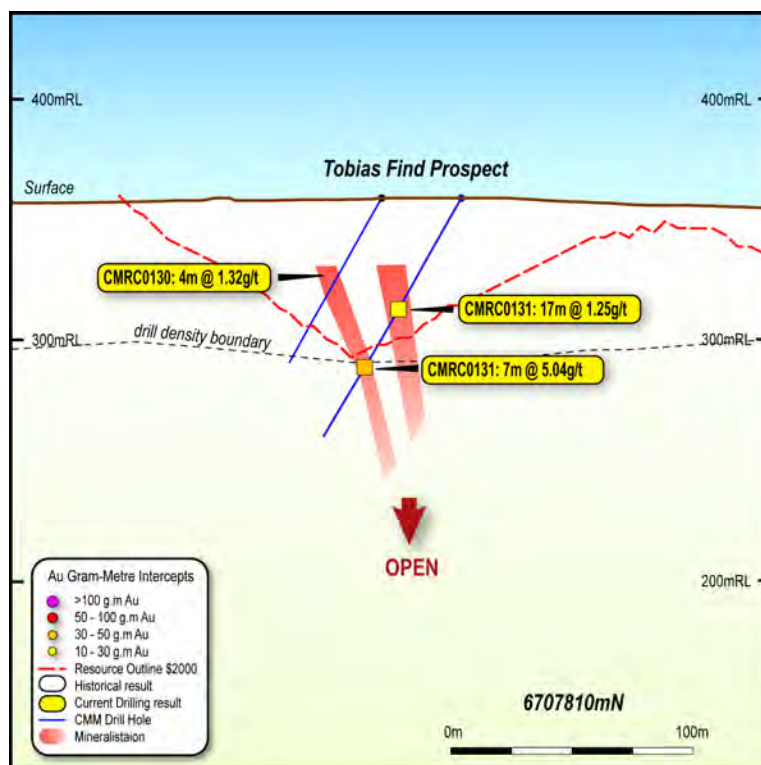 400mRL
400mRL
Tobias Find Prospect
Surface
CMRC0130: 4m @ 1.32g/t
CMRC0131: 17m @ 1.25g/t
drill density boundary
300mRL
300mRL
CMRC0131: 7m @ 5.04g/t
OPEN
200mRL
200mRL
Au Gram-Metre Intercepts
>100 g.m Au
50 - 100 g.m Au
30 - 50 g.m Au
10 - 30 g.m Au
Resource Outline $2000
Historical result
Current Drilling result
CMM Drill Hole
Mineralistaion
6707810mN
0m
100m